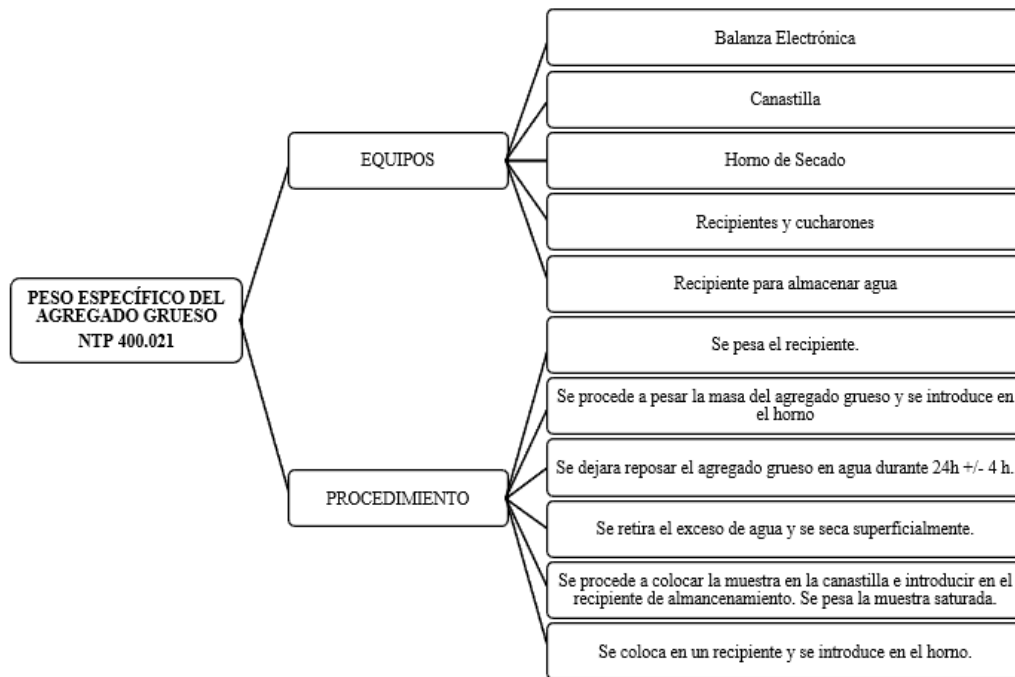 PESO ESPECÍFICO DEL
AGREGADO GRUESO
NTP 400.021
EQUIPOS
Balanza Electrónica
Canastilla
Horno de Secado
Recipientes y cucharones
Recipiente para almacenar agua
PROCEDIMIENTO
Se pesa el recipiente.
Se procede a pesar la masa del agregado grueso y se introduce en
el horno
Se dejara reposar el agregado grueso en agua durante 24h +/- 4 h.
Se retira el exceso de agua y se seca superficialmente.
Se procede a colocar la muestra en la canastilla e introducir en el
recipiente de almancenamiento. Se pesa la muestra saturada.
Se coloca en un recipiente y se introduce en el horno.